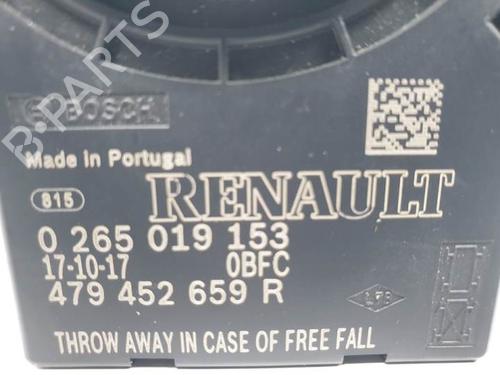 BOSCH
Made in Portugal
815
RENAULT
0 265 019 153
17-10-17 0BFC
479 452 659 R
THROW AWAY IN CASE OF FREE FALL
B-Parts